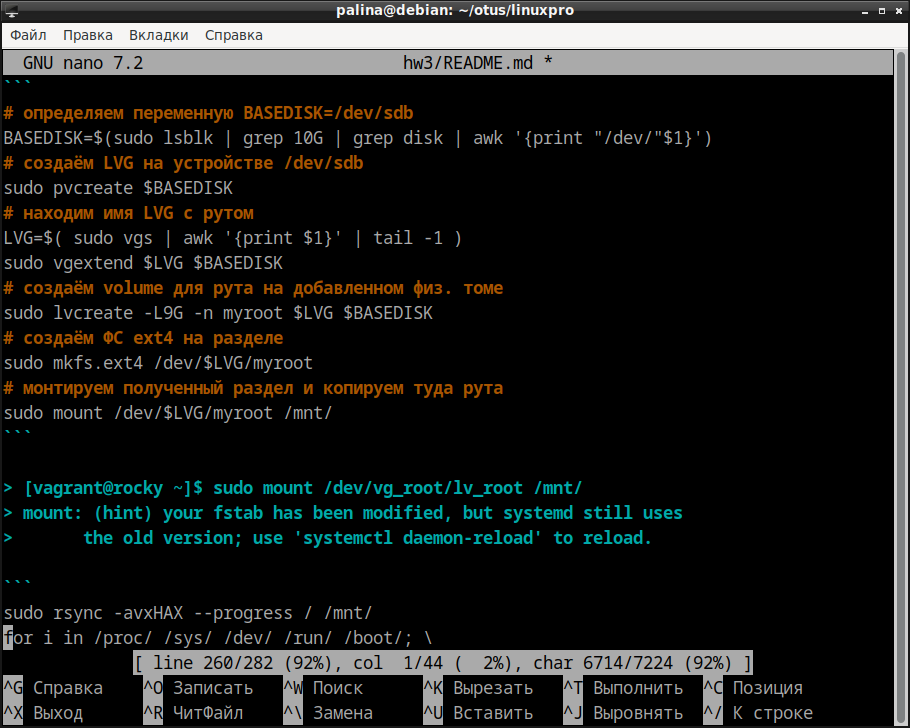 palina@debian: ~/otus/linuxpro
Файл Правка Вкладки Справка
GNU nano 7.2 hw3/README.md *
```
# определяем переменную BASEDISK=/dev/sdb
BASEDISK=$(sudo lsblk | grep 10G | grep disk | awk '{print "/dev/"$1}')
# создаём LVG на устройстве /dev/sdb
sudo pvcreate $BASEDISK
# находим имя LVG с рутом
LVG=$( sudo vgs | awk '{print $1}' | tail -1 )
sudo vgextend $LVG $BASEDISK
# создаём volume для рута на добавленном физ. томе
sudo lvcreate -L9G -n myroot $LVG $BASEDISK
# создаём ФС ext4 на разделе
sudo mkfs.ext4 /dev/$LVG/myroot
# монтируем полученный раздел и копируем туда рута
sudo mount /dev/$LVG/myroot /mnt/
```
> [vagrant@rocky ~]$ sudo mount /dev/vg_root/lv_root /mnt/
> mount: (hint) your fstab has been modified, but systemd still uses
>       the old version; use 'systemctl daemon-reload' to reload.
```
sudo rsync -avxHAX --progress / /mnt/
for i in /proc/ /sys/ /dev/ /run/ /boot/; \
[ line 260/282 (92%), col  1/44 (  2%), char 6714/7224 (92%) ]
^G Справка ^O Записать ^W Поиск ^K Вырезать ^T Выполнить ^C Позиция
^X Выход ^R ЧитФайл ^\ Замена ^U Вставить ^J Выровнять ^/ К строке